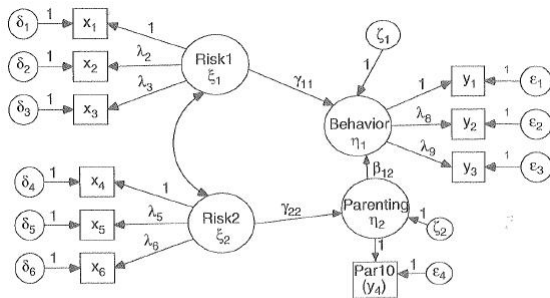 δ1 1 x1 1
δ2 1 x2 λ2
δ3 1 x3 λ3
Risk1
ξ1
γ11
ζ1
1
Behavior
η1
1 y1 1 ε1
λ8 y2 1 ε2
λ9 y3 1 ε3
β12
δ4 1 x4 1
δ5 1 x5 λ5
δ6 1 x6 λ6
Risk2
ξ2
γ22
Parenting
η2
1 ζ2
1
Par10
(y4)
1 ε4